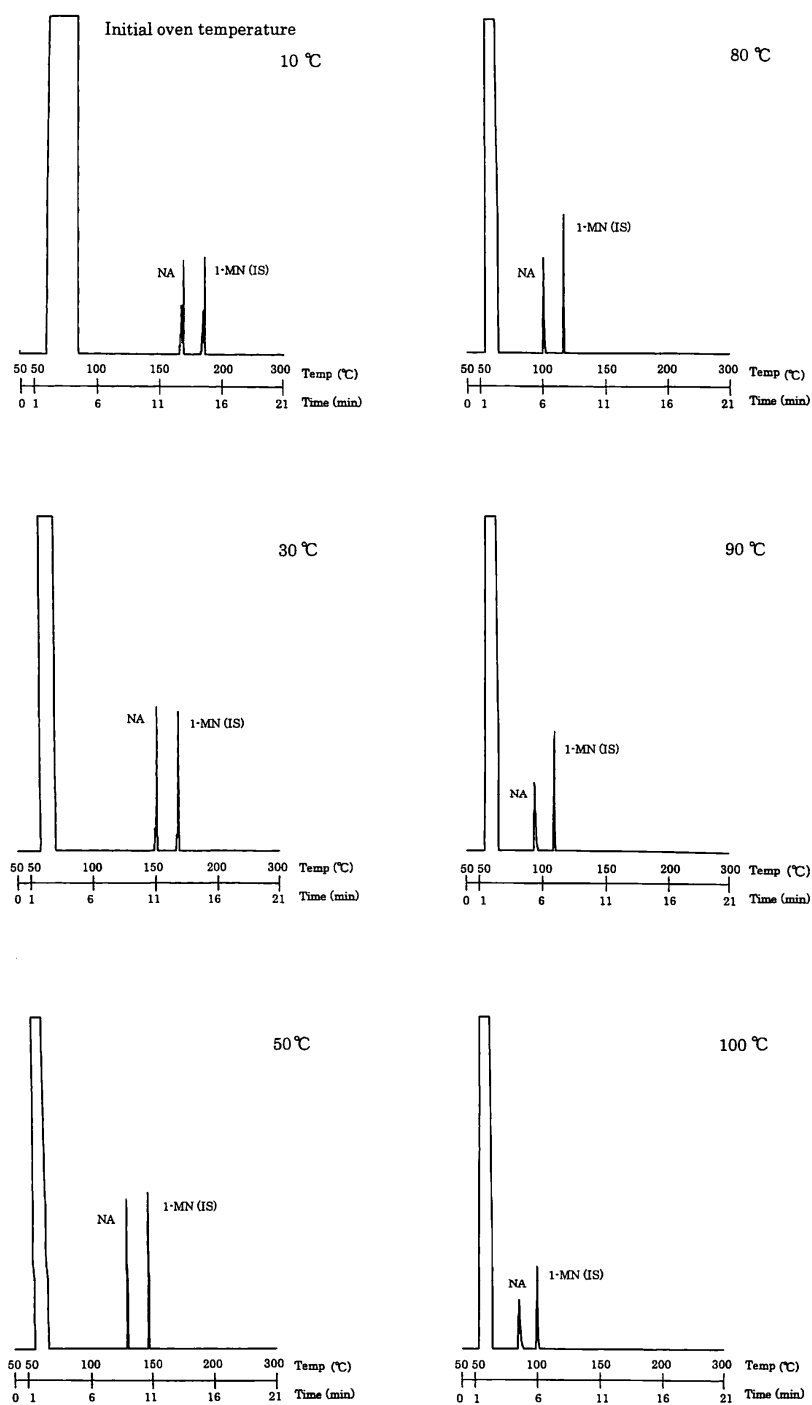 Initial oven temperature
10 ℃
NA
1-MN (IS)
50 50 100 150 200 300 Temp (℃)
0 1 6 11 16 21 Time (min)
80 ℃
NA
1-MN (IS)
50 50 100 150 200 300 Temp (℃)
0 1 6 11 16 21 Time (min)
30 ℃
NA
1-MN (IS)
50 50 100 150 200 300 Temp (℃)
0 1 6 11 16 21 Time (min)
90 ℃
NA
1-MN (IS)
50 50 100 150 200 300 Temp (℃)
0 1 6 11 16 21 Time (min)
50 ℃
NA
1-MN (IS)
50 50 100 150 200 300 Temp (℃)
0 1 6 11 16 21 Time (min)
100 ℃
NA
1-MN (IS)
50 50 100 150 200 300 Temp (℃)
0 1 6 11 16 21 Time (min)